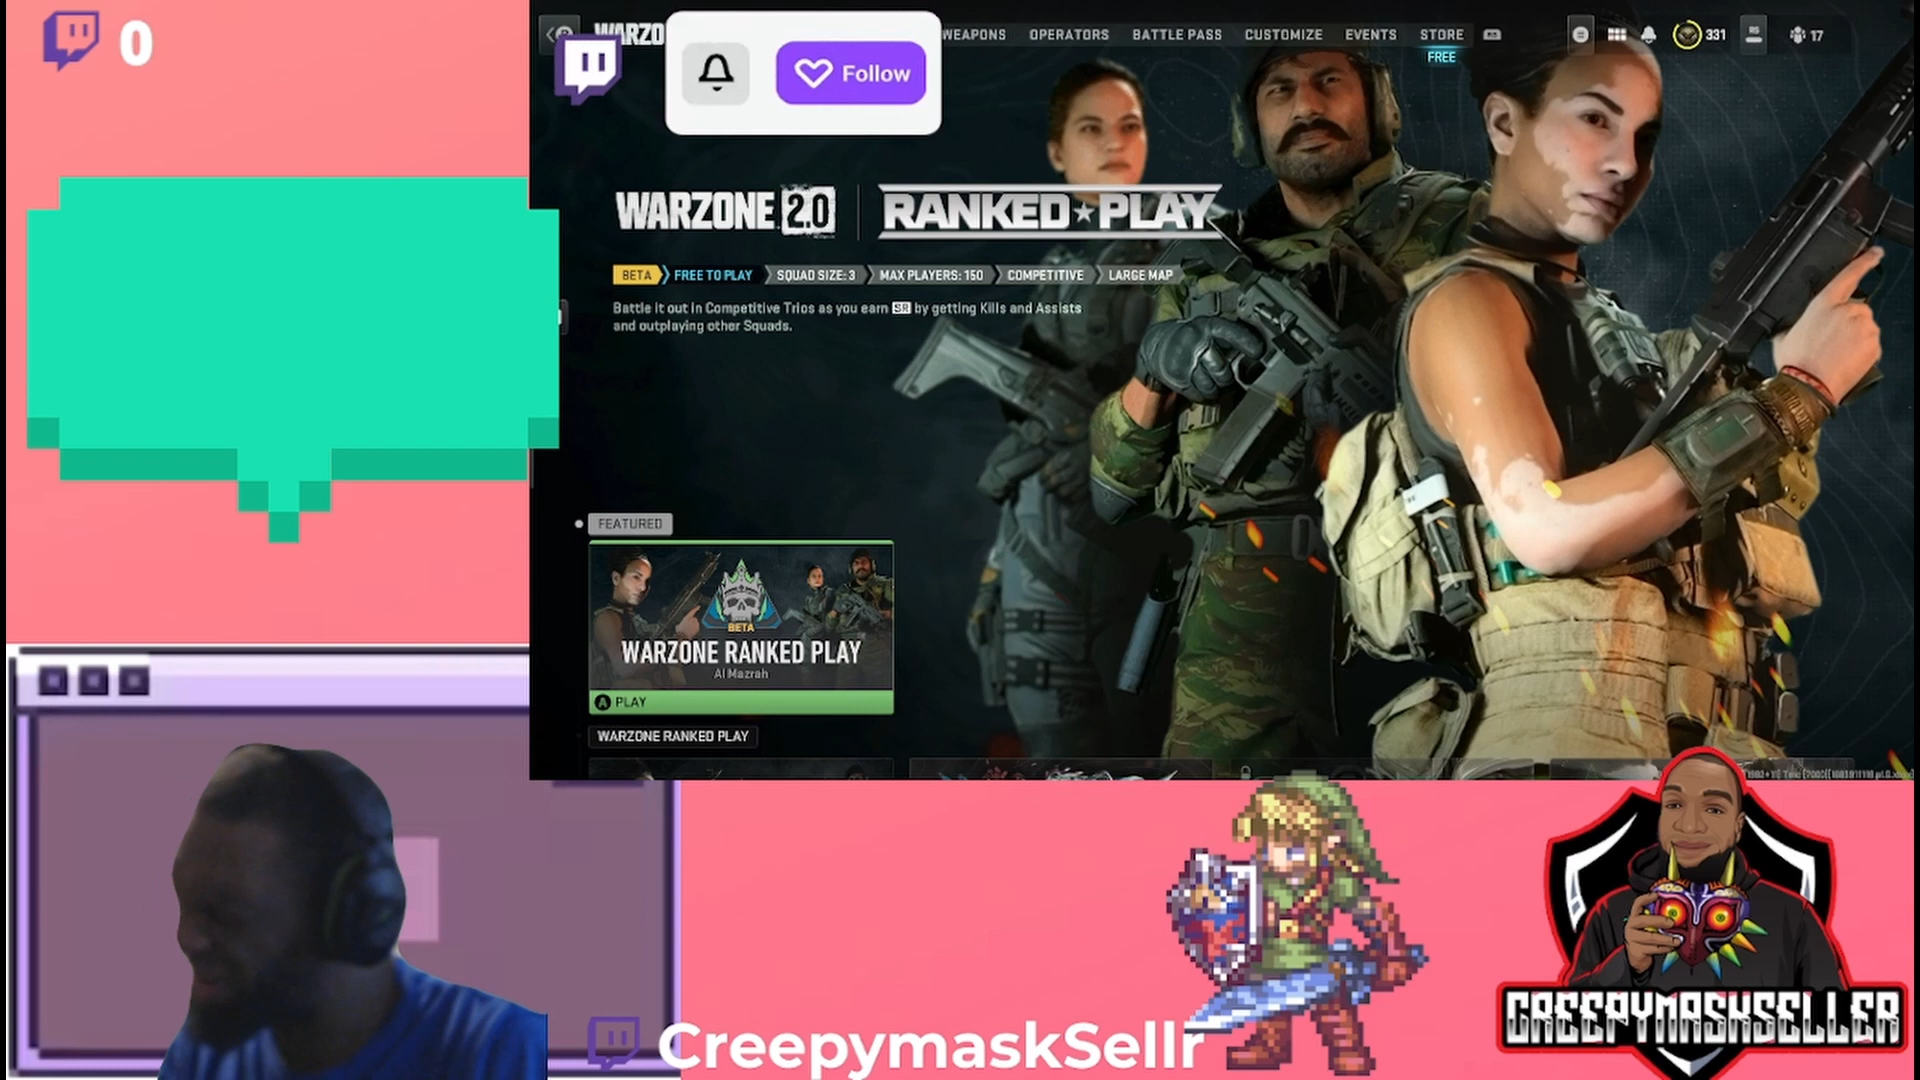 0
WARZO
Follow
WEAPONS
OPERATORS
BATTLE PASS
CUSTOMIZE
EVENTS
STORE
FREE
331
17
WARZONE 2.0
RANKED PLAY
BETA
FREE TO PLAY
SQUAD SIZE: 3
MAX PLAYERS: 150
COMPETITIVE
LARGE MAP
Battle it out in Competitive Trios as you earn SR by getting Kills and Assists
and outplaying other Squads.
FEATURED
BETA
WARZONE RANKED PLAY
Al Mazrah
A PLAY
WARZONE RANKED PLAY
CreepymaskSellr
CREEPYMASKSELLER